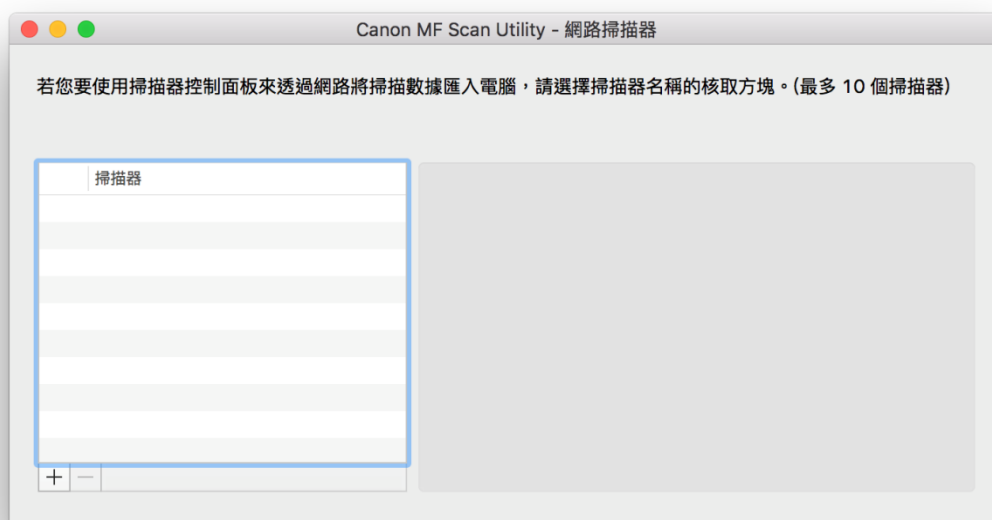 Canon MF Scan Utility - 網路掃描器
若您要使用掃描器控制面板來透過網路將掃描數據匯入電腦，請選擇掃描器名稱的核取方塊。(最多 10 個掃描器)
掃描器